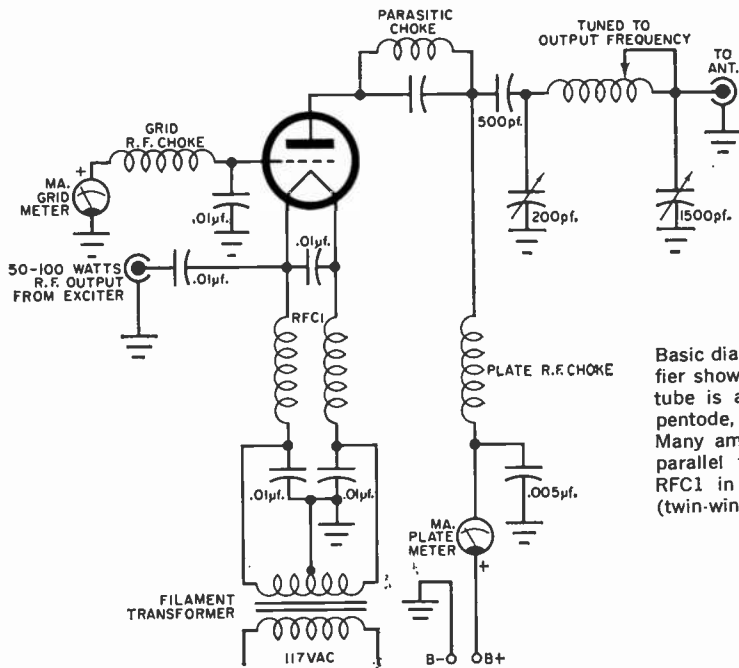 PARASITIC
CHOKE
TUNED TO
OUTPUT FREQUENCY
TO
ANT.
500pf.
GRID
R.F. CHOKE
+
MA.
GRID
METER
.01µf.
200pf.
1500pf.
50-100 WATTS
R.F. OUTPUT
FROM EXCITER
.01µf.
.01µf.
RFC1
PLATE R.F. CHOKE
Basic dia
fier show
tube is a
pentode,
Many am
parallel
RFC1 in
(twin-win
.01µf.
.01µf.
.005µf.
MA.
PLATE
METER
+
FILAMENT
TRANSFORMER
117VAC
B-
B+